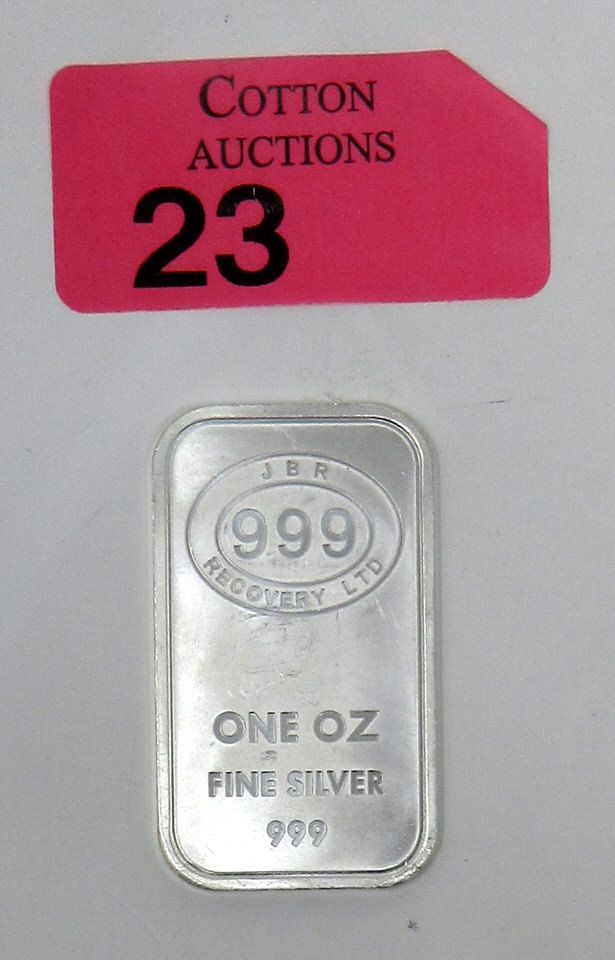 COTTON
AUCTIONS
23
JBR
999
RECOVERY LTD
ONE OZ
FINE SILVER
999